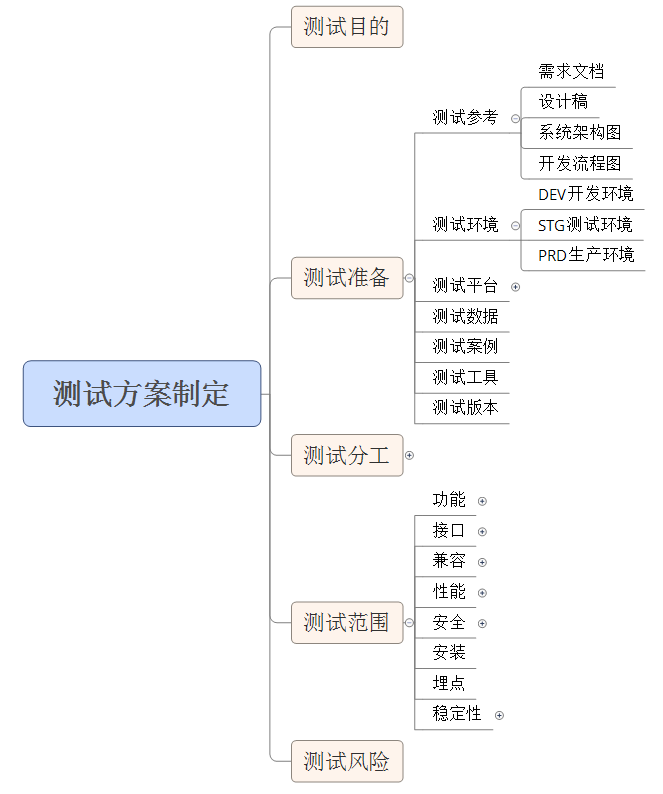 测试目的
需求文档
设计稿
测试参考
系统架构图
开发流程图
DEV开发环境
测试环境
STG测试环境
PRD生产环境
测试准备
测试平台
测试数据
测试案例
测试工具
测试版本
测试方案制定
测试分工
功能
接口
兼容
性能
测试范围
安全
安装
埋点
稳定性
测试风险